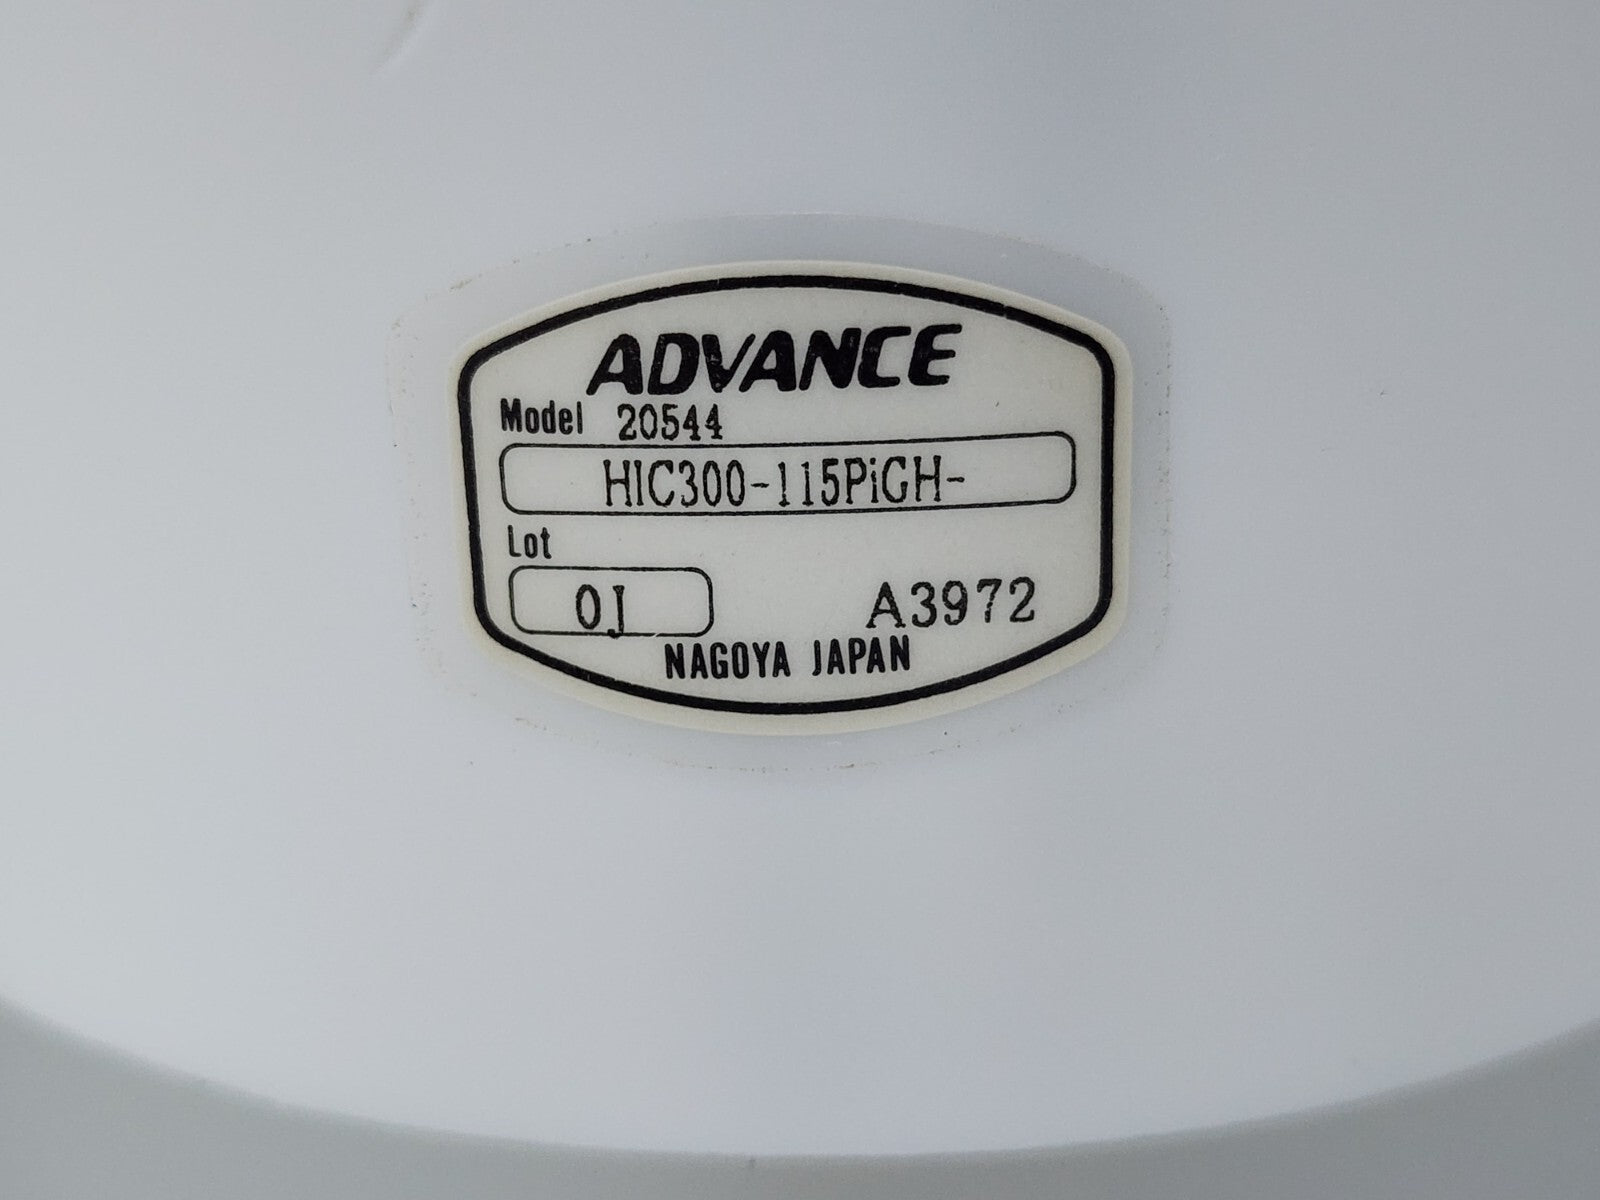 ADVANCE
Model 20544
HIC300-115PiGH-
Lot
0J A3972
NAGOYA JAPAN